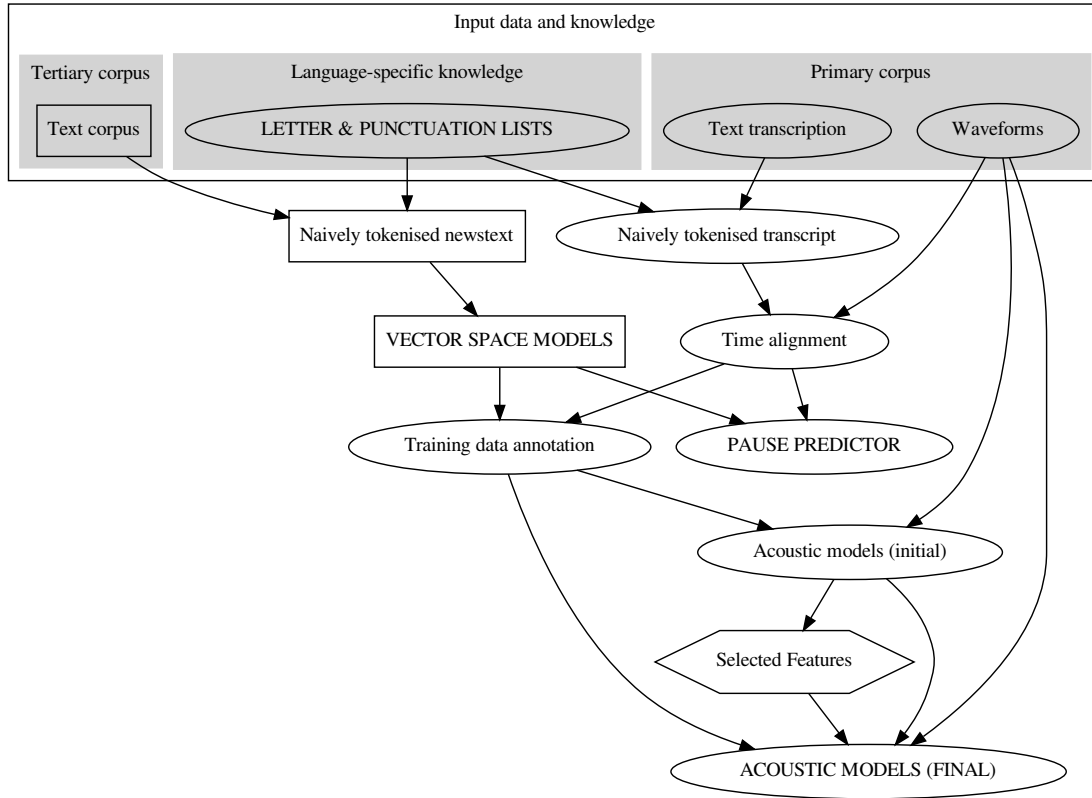 Input data and knowledge
Tertiary corpus
Language-specific knowledge
Primary corpus
Text corpus
LETTER & PUNCTUATION LISTS
Text transcription
Waveforms
Naively tokenised newstext
Naively tokenised transcript
VECTOR SPACE MODELS
Time alignment
Training data annotation
PAUSE PREDICTOR
Acoustic models (initial)
Selected Features
ACOUSTIC MODELS (FINAL)